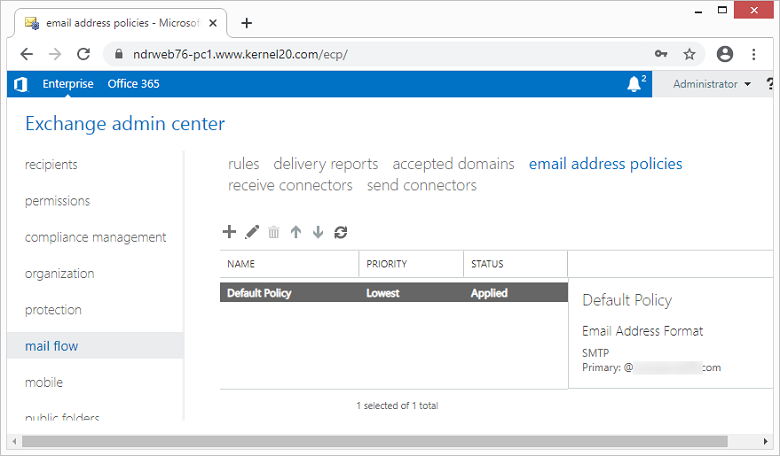 email address policies - Microsof
ndrweb76-pc1.www.kernel20.com/ecp/
Enterprise Office 365
2
Administrator
?
Exchange admin center
recipients
permissions
compliance management
organization
protection
mail flow
mobile
public folders
rules delivery reports accepted domains email address policies
receive connectors send connectors
NAME PRIORITY STATUS
Default Policy Lowest Applied
1 selected of 1 total
Default Policy
Email Address Format
SMTP
Primary: @ com